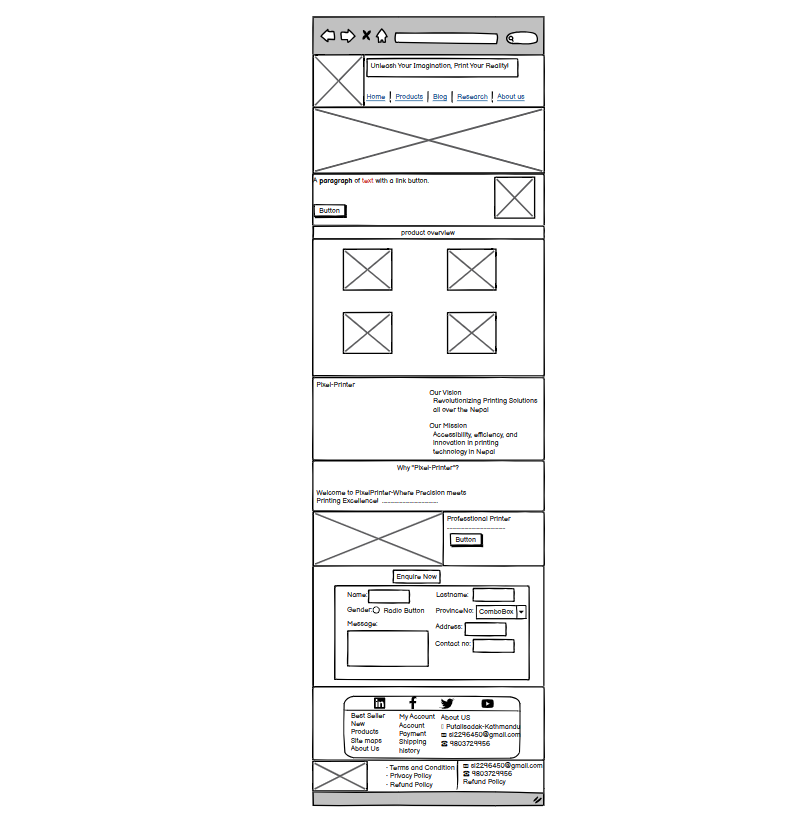 Unleash Your Imagination, Print Your Reality!
Home | Products | Blog | Research | About us
A paragraph of text with a link button.
Button
product overview
Pixel-Printer
Our Vision
Revolutionizing Printing Solutions
all over the Nepal
Our Mission
Accessibility, efficiency, and
innovation in printing
technology in Nepal
Why "Pixel-Printer"?
Welcome to PixelPrinter-Where Precision meets
Printing Excellence! ................................
Professional Printer
................................
Button
Enquire Now
Name:
Lastname:
Gender: Radio Button
ProvinceNo: ComboBox
Message:
Address:
Contact no:
Best Seller
New
Products
Site maps
About Us
My Account
Account
Payment
Shipping
history
About US
Putalisadak-Kathmandu
si2296450@gmail.com
☎ 9803729956
- Terms and Condition
- Privacy Policy
- Refund Policy
si2296450@gmail.com
☎ 9803729956
Refund Policy